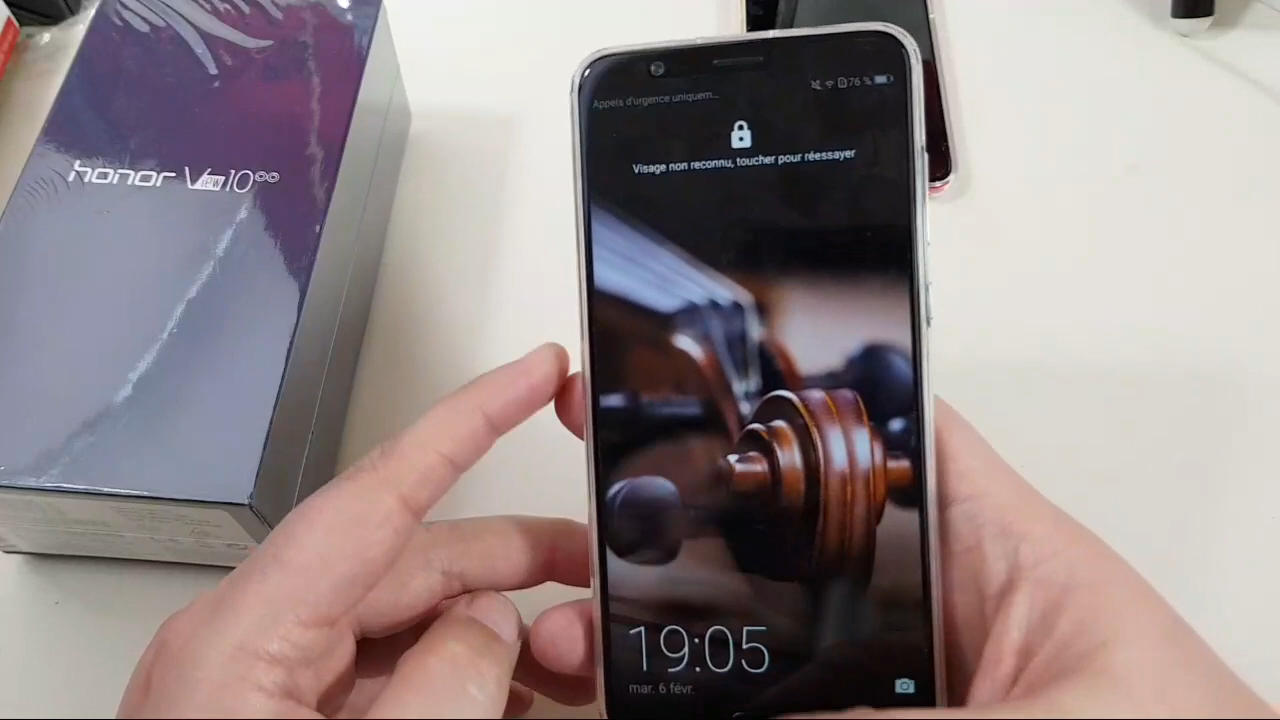 honor View10
Appels d'urgence uniquem...
76 %
Visage non reconnu, toucher pour réessayer
19:05
mar. 6 févr.